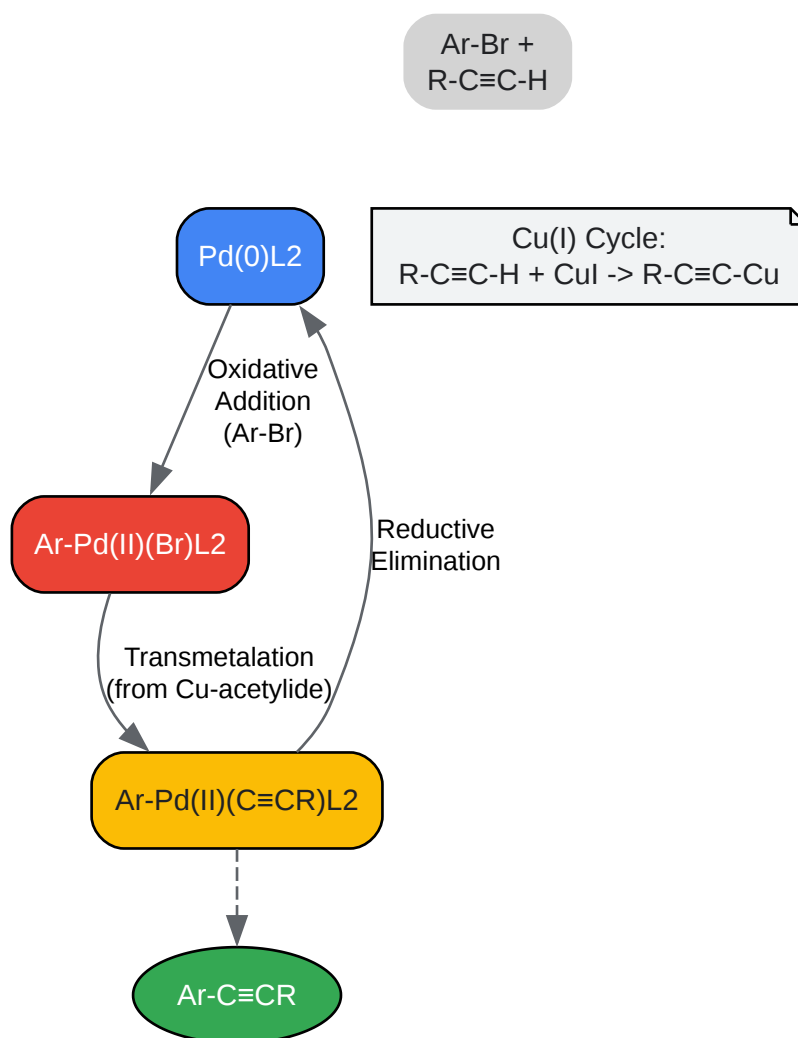 Ar-Br +
R-C≡C-H
Pd(0)L2
Cu(I) Cycle:
R-C≡C-H + CuI -> R-C≡C-Cu
Oxidative
Addition
(Ar-Br)
Ar-Pd(II)(Br)L2
Reductive
Elimination
Transmetalation
(from Cu-acetylide)
Ar-Pd(II)(C≡CR)L2
Ar-C≡CR